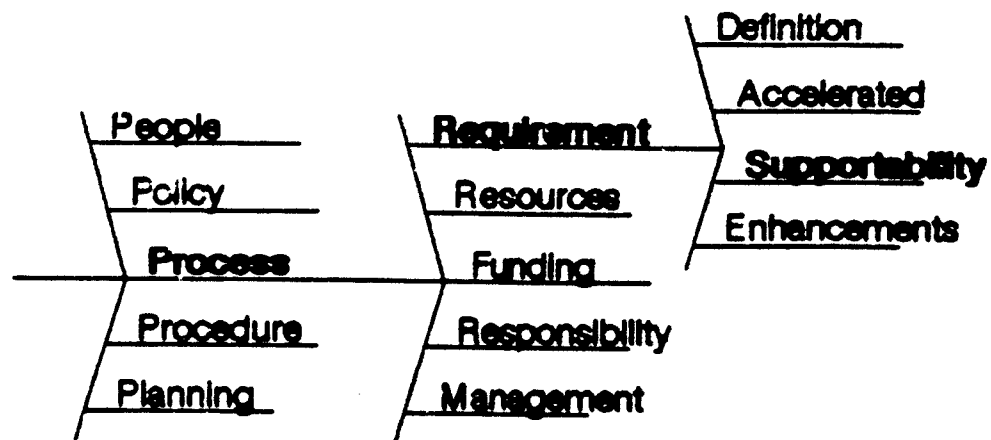 People
Policy
Process
Procedure
Planning
Requirement
Resources
Funding
Responsibility
Management
Definition
Accelerated
Supportability
Enhancements